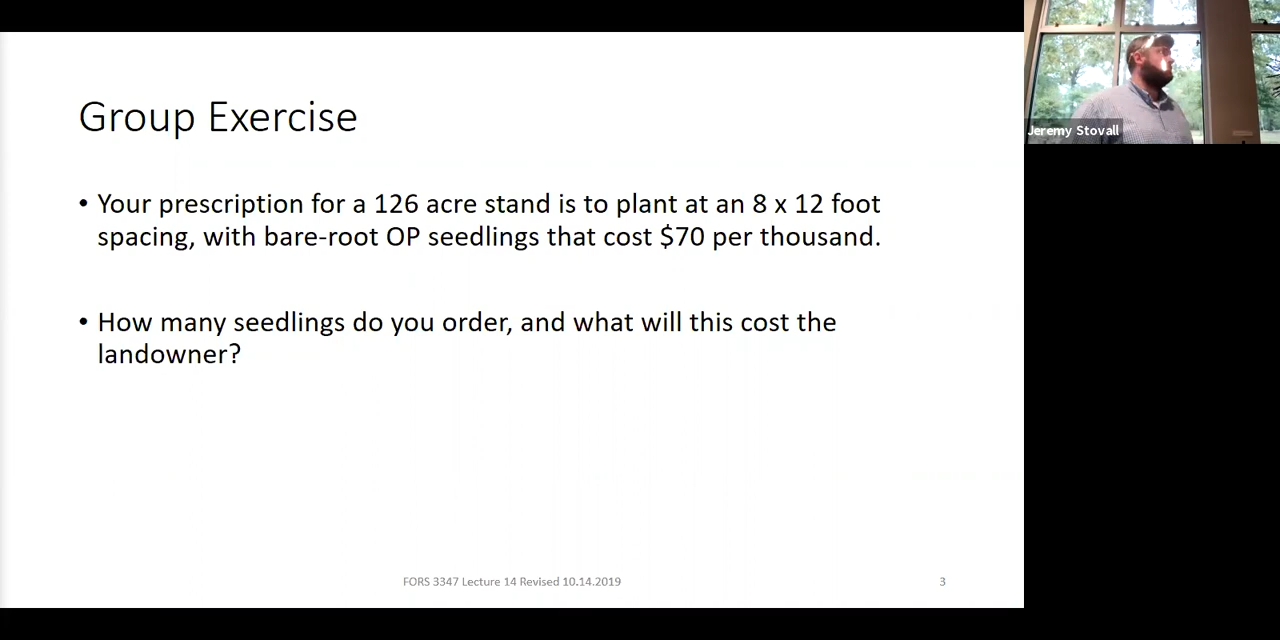 Group Exercise
• Your prescription for a 126 acre stand is to plant at an 8 x 12 foot
spacing, with bare-root OP seedlings that cost $70 per thousand.
• How many seedlings do you order, and what will this cost the
landowner?
FORS 3347 Lecture 14 Revised 10.14.2019
3
Jeremy Stovall